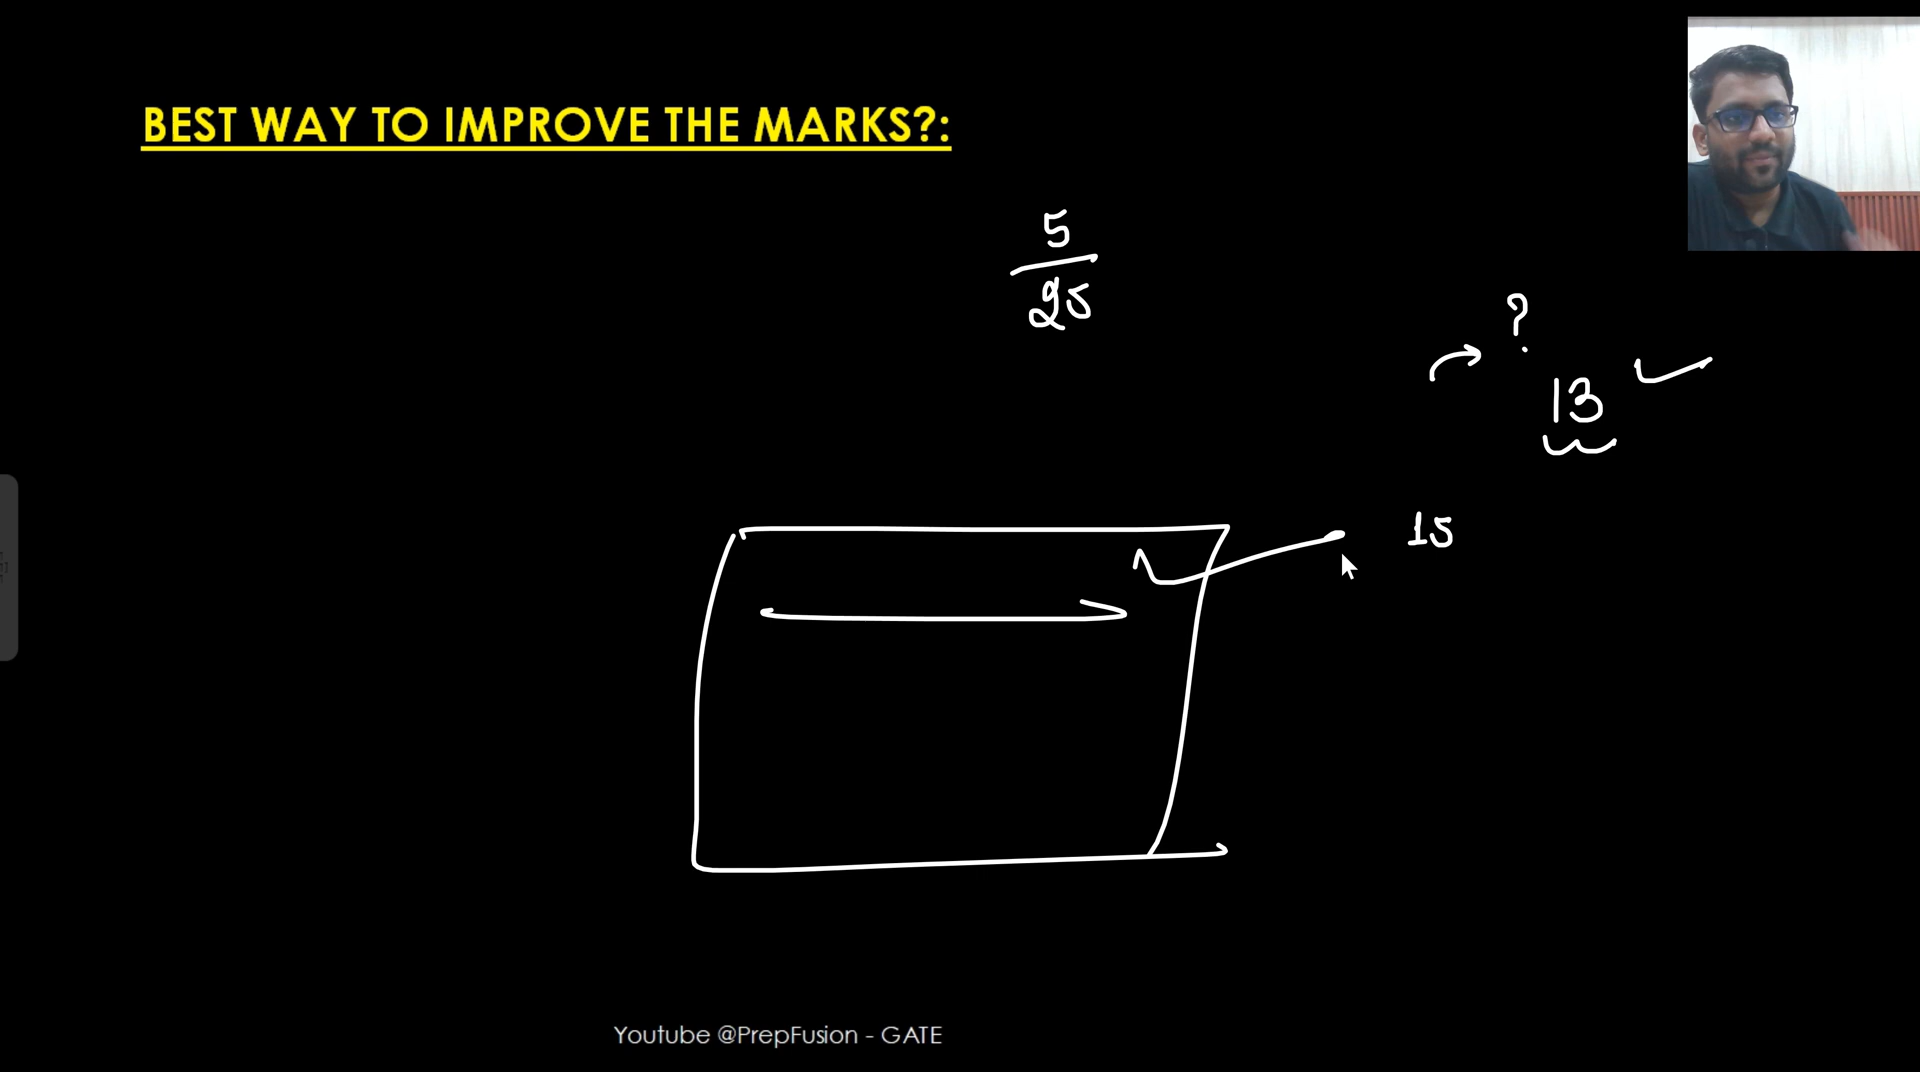 BEST WAY TO IMPROVE THE MARKS?:
5
25
?
13
15
Youtube @PrepFusion - GATE